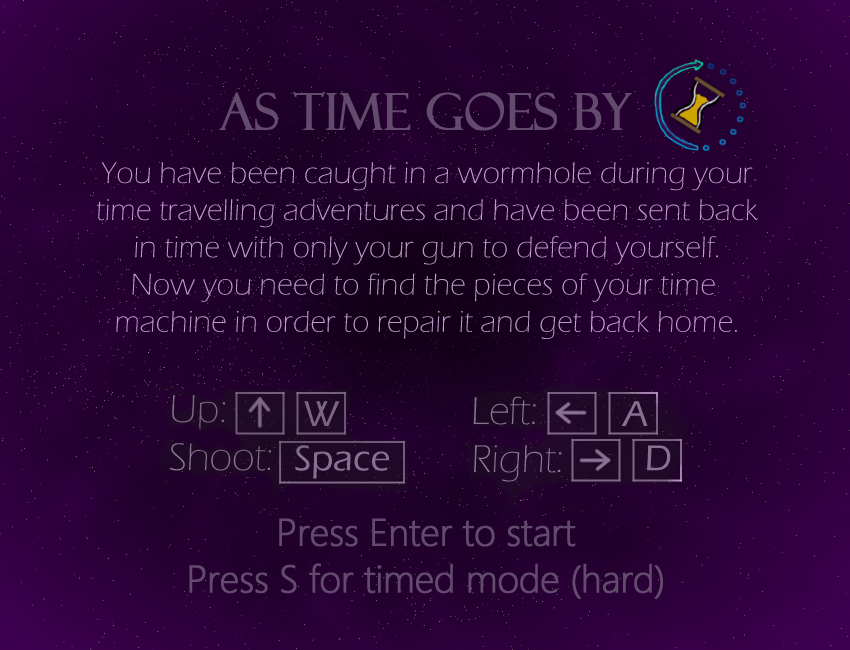 AS TIME GOES BY
You have been caught in a wormhole during your
time travelling adventures and have been sent back
in time with only your gun to defend yourself.
Now you need to find the pieces of your time
machine in order to repair it and get back home.
Up: ↑ W Left: ← A
Shoot: Space Right: → D
Press Enter to start
Press S for timed mode (hard)